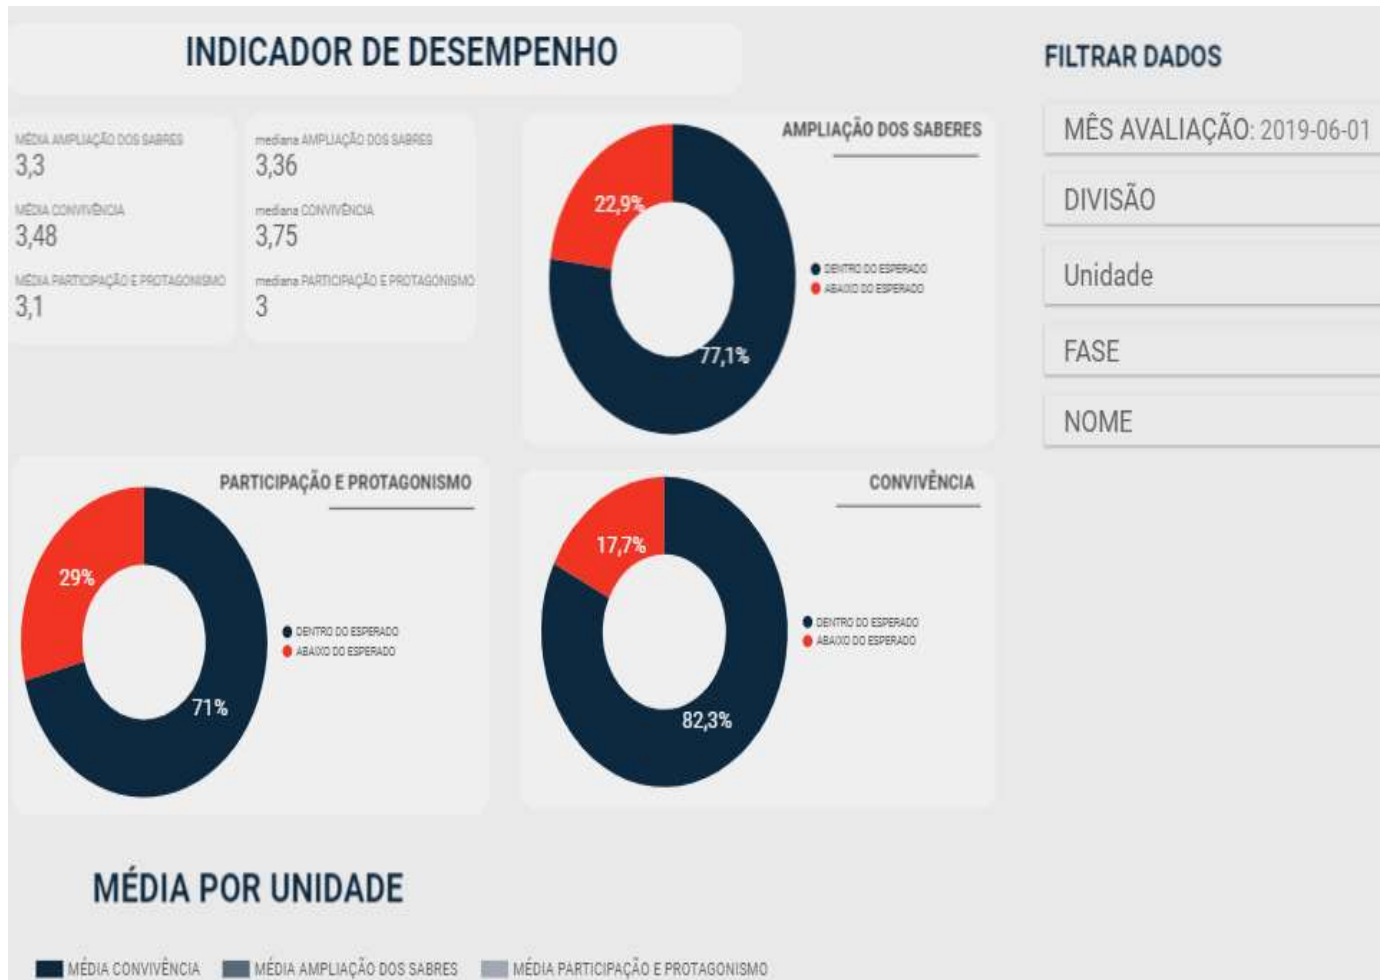 INDICADOR DE DESEMPENHO
FILTRAR DADOS
MÊS AVALIAÇÃO: 2019-06-01
DIVISÃO
Unidade
FASE
NOME
MÉDIA AMPLIAÇÃO DOS SABRES
3,3
MÉDIA CONVIVÊNCIA
3,48
MÉDIA PARTICIPAÇÃO E PROTAGONISMO
3,1
mediana AMPLIAÇÃO DOS SABRES
3,36
mediana CONVIVÊNCIA
3,75
mediana PARTICIPAÇÃO E PROTAGONISMO
3
AMPLIAÇÃO DOS SABERES
22,9%
77,1%
DENTRO DO ESPERADO
ABAIXO DO ESPERADO
PARTICIPAÇÃO E PROTAGONISMO
29%
71%
DENTRO DO ESPERADO
ABAIXO DO ESPERADO
CONVIVÊNCIA
17,7%
82,3%
DENTRO DO ESPERADO
ABAIXO DO ESPERADO
MÉDIA POR UNIDADE
MÉDIA CONVIVÊNCIA MÉDIA AMPLIAÇÃO DOS SABRES MÉDIA PARTICIPAÇÃO E PROTAGONISMO